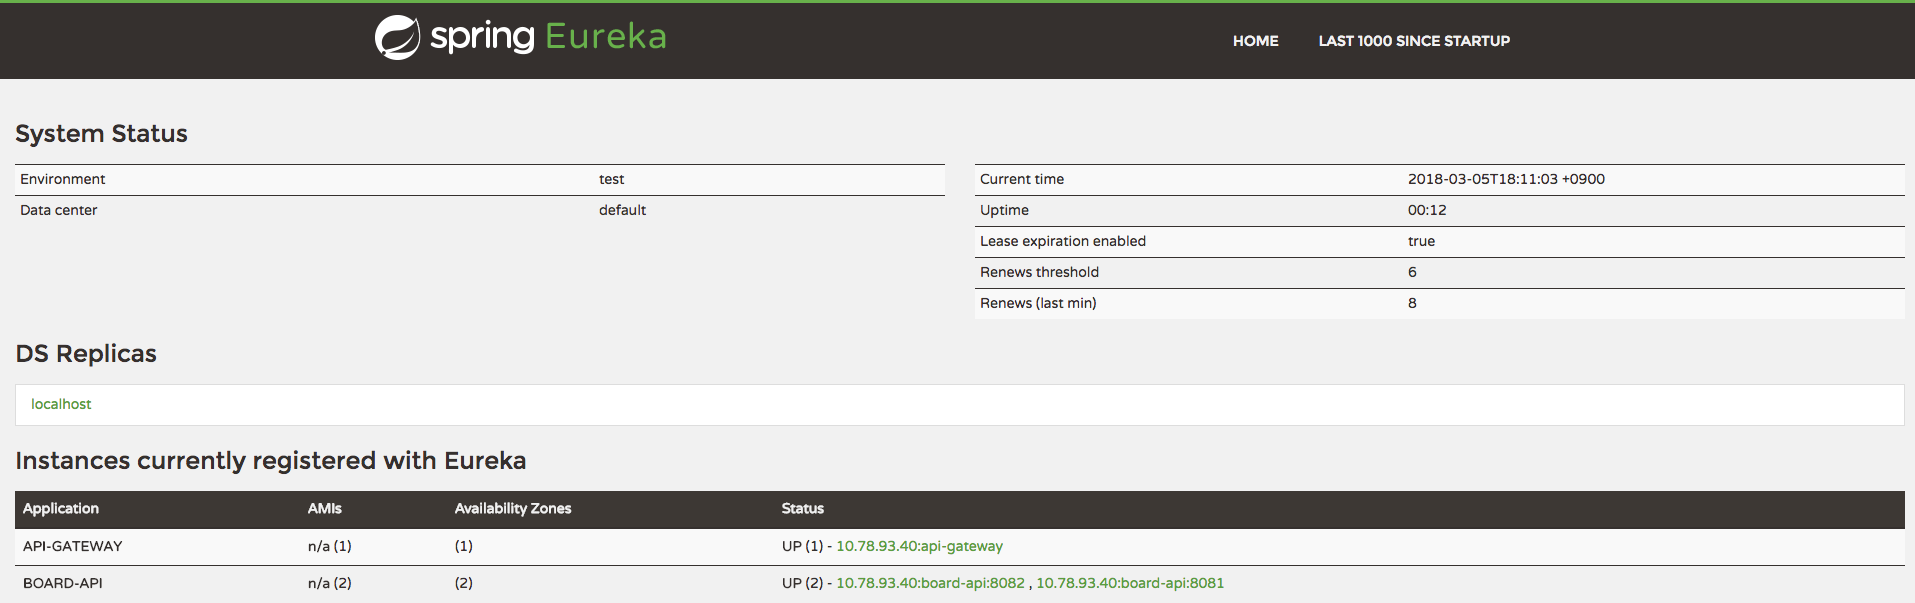 spring Eureka
HOME LAST 1000 SINCE STARTUP
System Status
Environment test
Data center default
Current time 2018-03-05T18:11:03 +0900
Uptime 00:12
Lease expiration enabled true
Renews threshold 6
Renews (last min) 8
DS Replicas
localhost
Instances currently registered with Eureka
Application AMIs Availability Zones Status
API-GATEWAY n/a (1) (1) UP (1) - 10.78.93.40:api-gateway
BOARD-API n/a (2) (2) UP (2) - 10.78.93.40:board-api:8082 , 10.78.93.40:board-api:8081